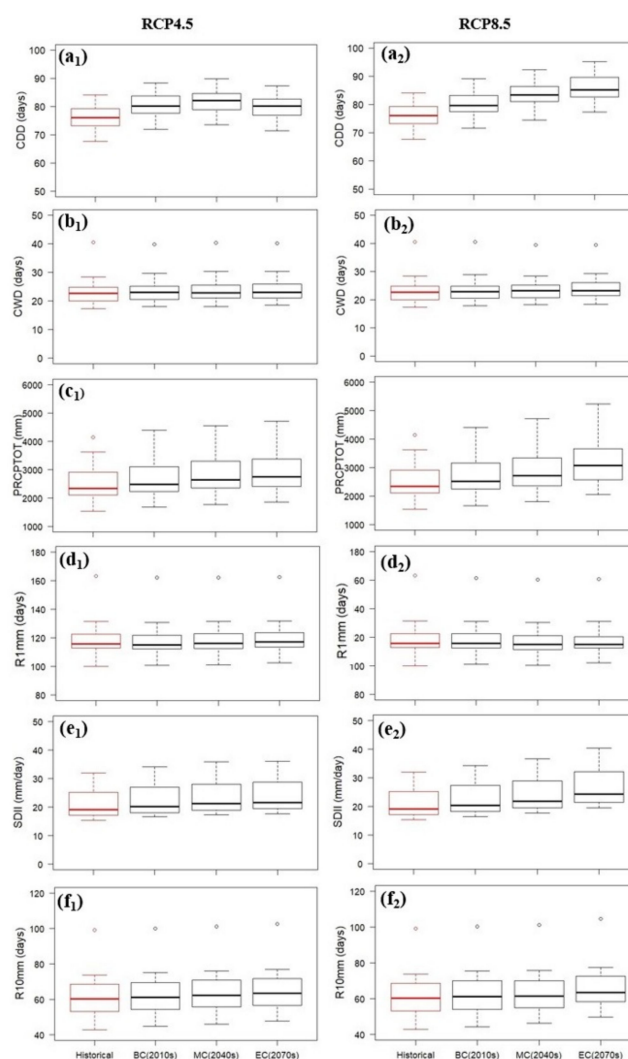 RCP4.5 RCP8.5
(a1) (a2)
CDD (days) CDD (days)
100 100
90 90
80 80
70 70
60 60
50 50
(b1) (b2)
CWD (days) CWD (days)
50 50
40 40
30 30
20 20
10 10
0 0
(c1) (c2)
PRCPTOT (mm) PRCPTOT (mm)
6000 6000
5000 5000
4000 4000
3000 3000
2000 2000
1000 1000
(d1) (d2)
R1mm (days) R1mm (days)
180 180
160 160
140 140
120 20
100 100
80 80
(e1) (e2)
SDII (mm/day) SDII (mm/day)
50 50
40 40
30 30
20 20
10 10
0 0
(f1) (f2)
R10mm (days) R10mm (days)
120 120
100 100
80 80
60 60
40 40
Historical BC(2010s) MC(2040s) EC(2070s) Historical BC(2010s) MC(2040s) EC(2070s)